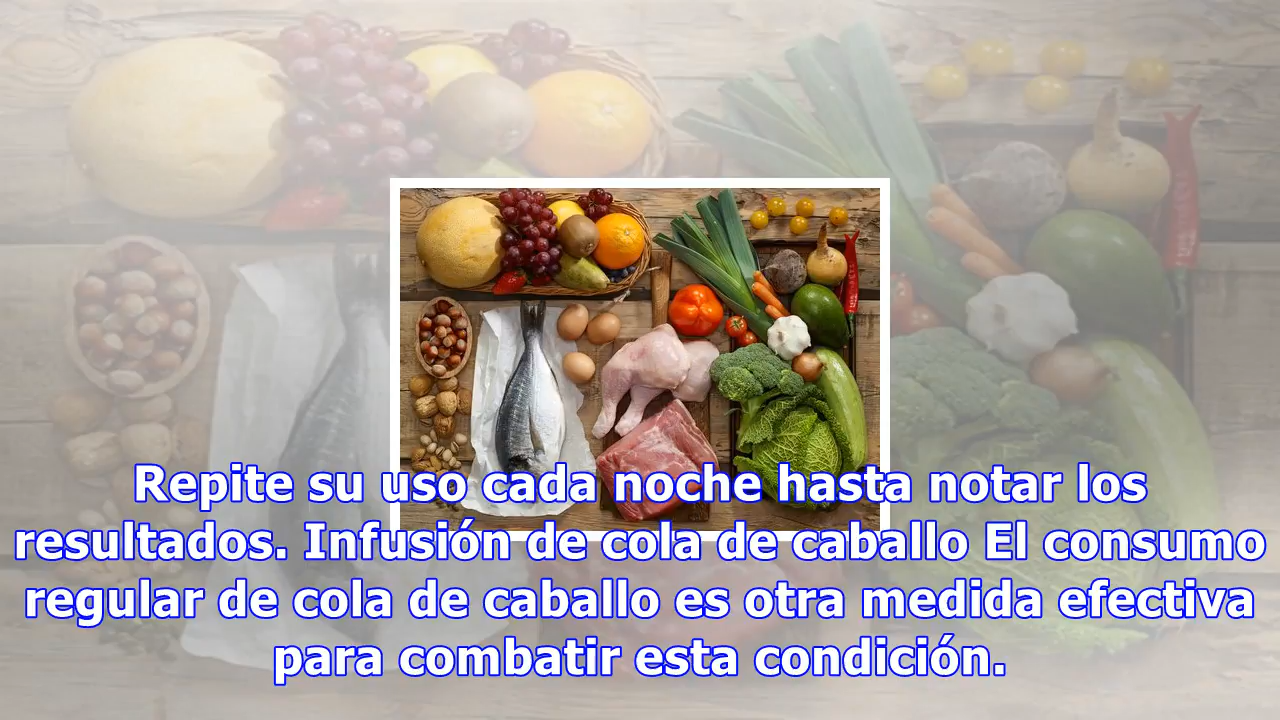 Repite su uso cada noche hasta notar los
resultados. Infusión de cola de caballo El consumo
regular de cola de caballo es otra medida efectiva
para combatir esta condición.